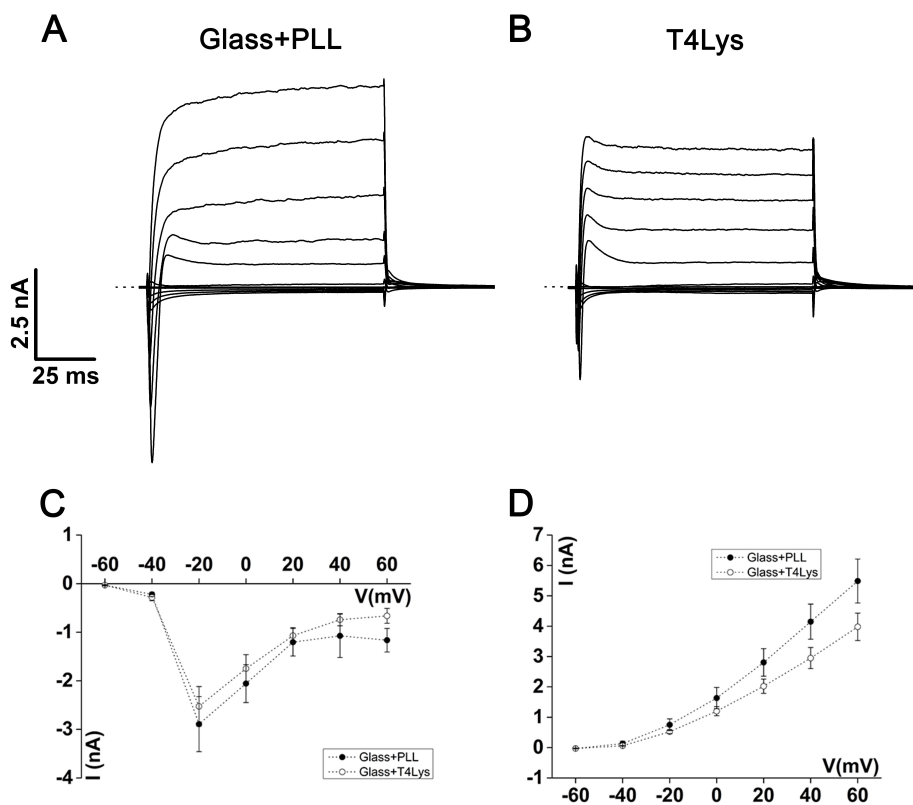 A
Glass+PLL
B
T4Lys
2.5 nA
25 ms
C
1
-60 -40 -20 0 20 40 60
0
V(mV)
-1
-2
-3
-4
I (nA)
Glass+PLL
Glass+T4Lys
D
7
6
5
4
3
2
1
0
-1
I (nA)
Glass+PLL
Glass+T4Lys
V(mV)
-60 -40 -20 0 20 40 60